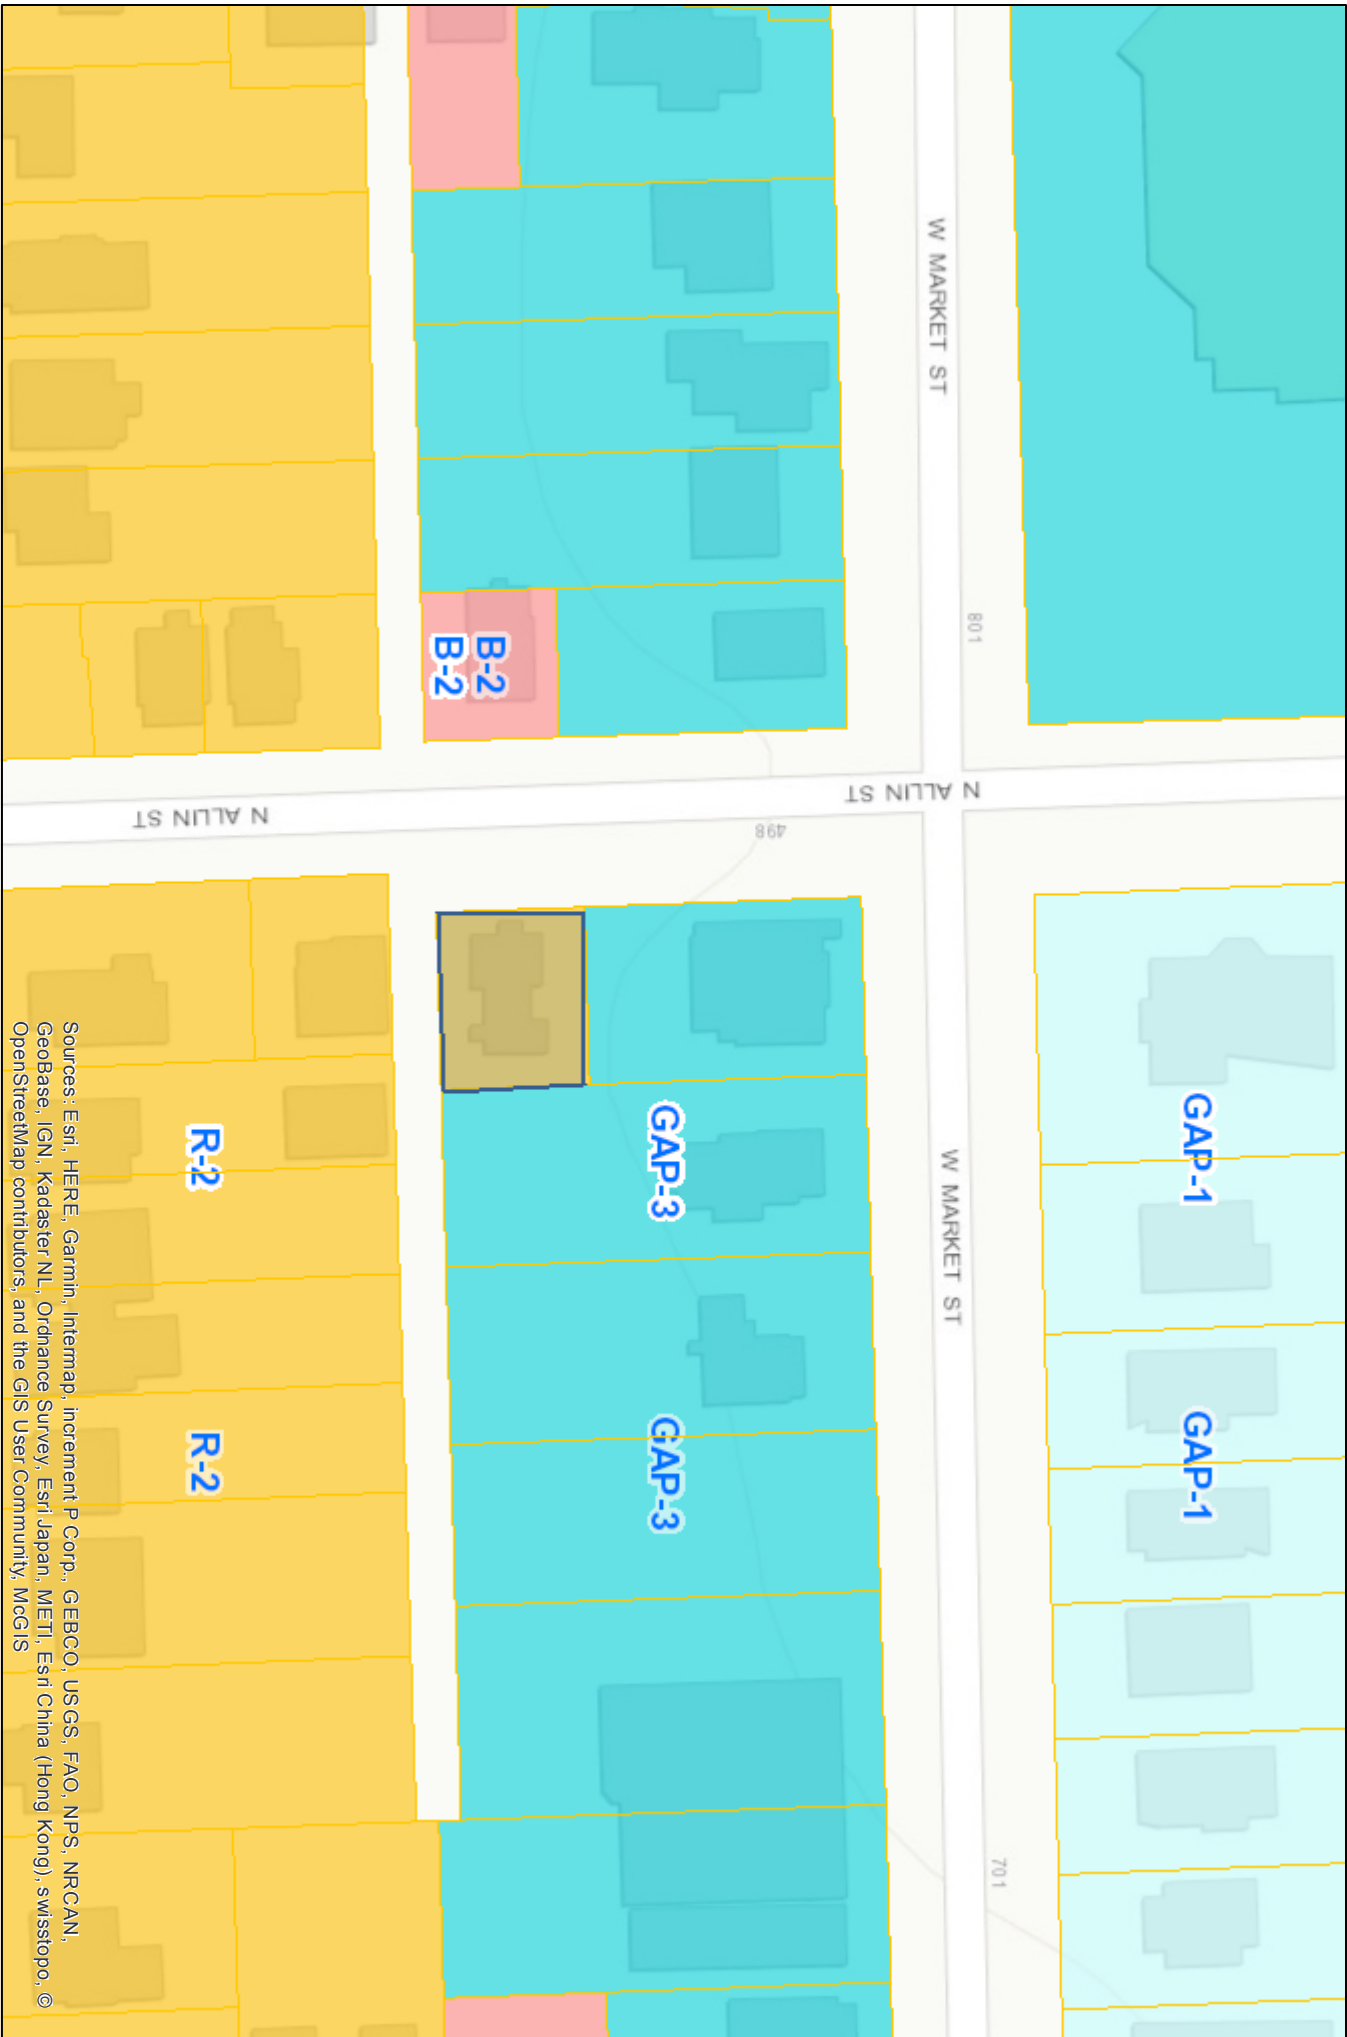 GAP-1
GAP-1
801
701
W MARKET ST
W MARKET ST
N ALLIN ST
498
GAP-3
GAP-3
B-2
B-2
N ALLIN ST
R-2
R-2
Sources: Esri, HERE, Garmin, Intermap, increment P Corp., GEBCO, USGS, FAO, NPS, NRCAN,
GeoBase, IGN, Kadaster NL, Ordnance Survey, Esri Japan, METI, Esri China (Hong Kong), swisstopo, ©
OpenStreetMap contributors, and the GIS User Community, McGIS